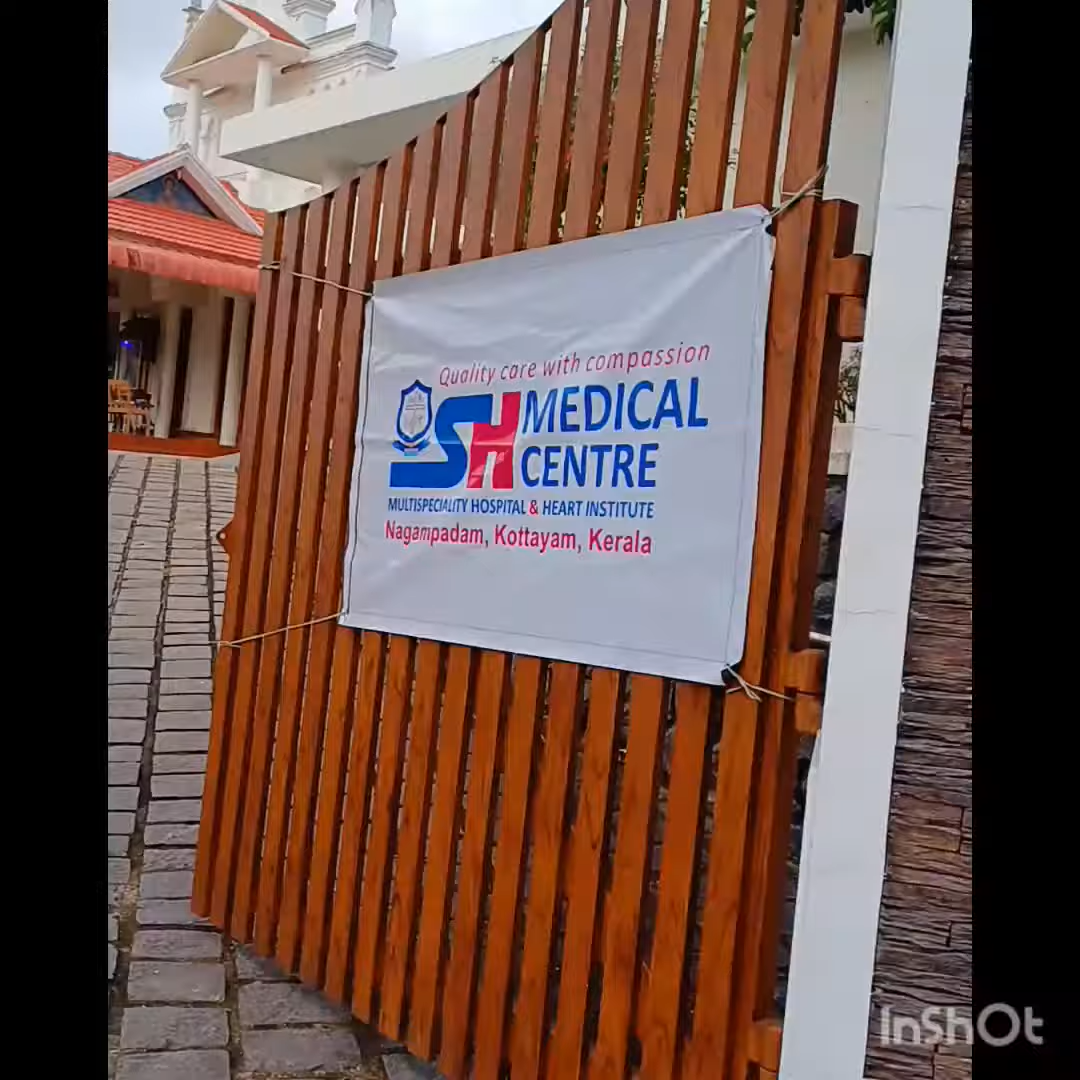 Quality care with compassion
SH MEDICAL
CENTRE
MULTISPECIALITY HOSPITAL & HEART INSTITUTE
Nagampadam, Kottayam, Kerala
InShOt